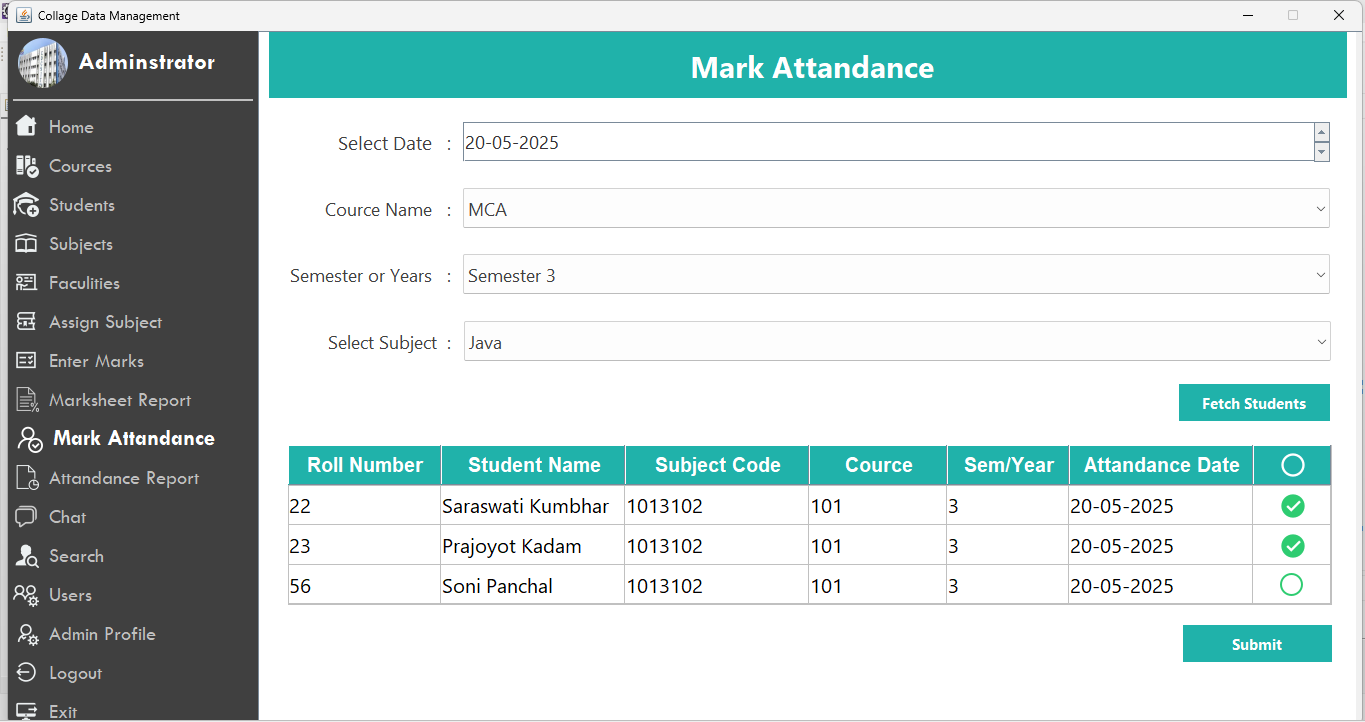 Collage Data Management
Adminstrator
Home
Cources
Students
Subjects
Faculities
Assign Subject
Enter Marks
Marksheet Report
Mark Attandance
Attandance Report
Chat
Search
Users
Admin Profile
Logout
Exit
Mark Attandance
Select Date : 20-05-2025
Cource Name : MCA
Semester or Years : Semester 3
Select Subject : Java
Fetch Students
Roll Number Student Name Subject Code Cource Sem/Year Attandance Date
22 Saraswati Kumbhar 1013102 101 3 20-05-2025
23 Prajoyot Kadam 1013102 101 3 20-05-2025
56 Soni Panchal 1013102 101 3 20-05-2025
Submit